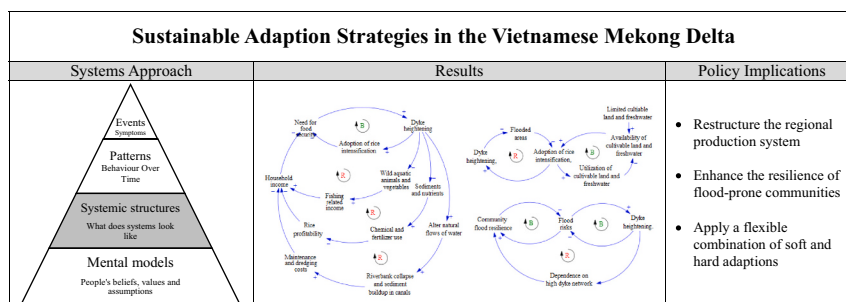 Sustainable Adaption Strategies in the Vietnamese Mekong Delta
Systems Approach
Results
Policy Implications
Events
Symptoms
Patterns
Behaviour Over
Time
Systemic structures
What does systems look
like
Mental models
People's beliefs, values and
assumptions
Need for
food
security
B
Dyke
heightening
Adoption of rice
intensification
R
Wild aquatic
animals and
vegetables
Sediments
and nutrients
Household
income
Fishing
related
income
R
Rice
profitability
Chemical and
fertilizer use
Alter natural
flows of water
Maintenance
and dredging
costs
R
Riverbank collapse
and sediment
buildup in canals
Limited cultiable
land and freshwater
Flooded
areas
Dyke
heightening,
R
Adoption of rice
intensification,
B
Availability of
cultivable land and
freshwater
Utilization of
cultivable land and
freshwater
Community
flood resilience
B
Flood
risks
B
Dyke
heightening.
R
Dependence on
high dyke network
• Restructure the regional
production system
• Enhance the resilience of
flood-prone communities
• Apply a flexible
combination of soft and
hard adaptions